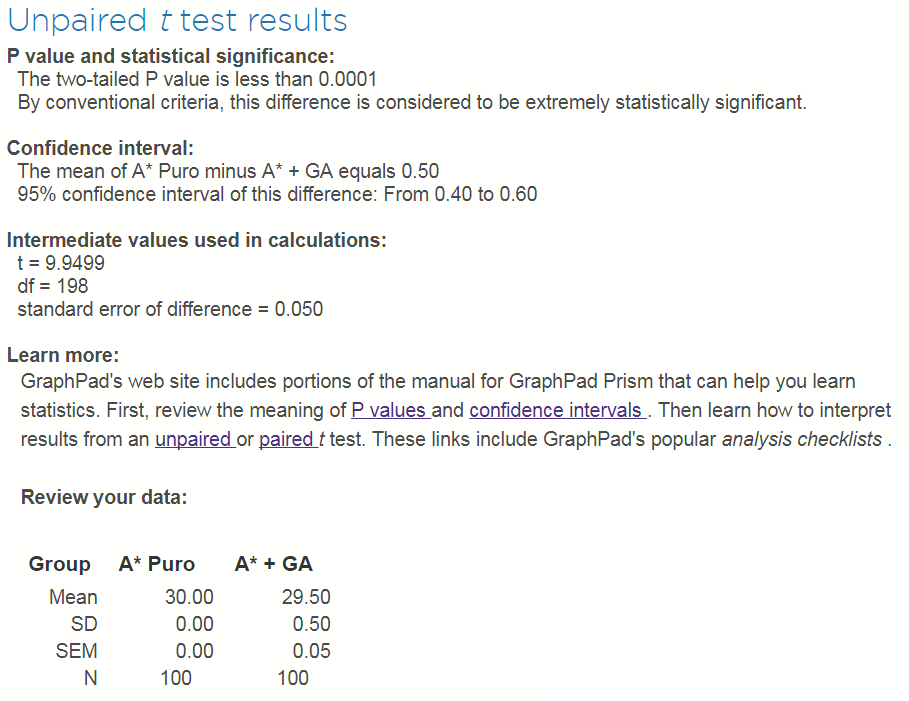 Unpaired t test results
P value and statistical significance:
The two-tailed P value is less than 0.0001
By conventional criteria, this difference is considered to be extremely statistically significant.
Confidence interval:
The mean of A* Puro minus A* + GA equals 0.50
95% confidence interval of this difference: From 0.40 to 0.60
Intermediate values used in calculations:
t = 9.9499
df = 198
standard error of difference = 0.050
Learn more:
GraphPad's web site includes portions of the manual for GraphPad Prism that can help you learn
statistics. First, review the meaning of P values and confidence intervals . Then learn how to interpret
results from an unpaired or paired t test. These links include GraphPad's popular analysis checklists .
Review your data:
Group A* Puro A* + GA
Mean 30.00 29.50
SD 0.00 0.50
SEM 0.00 0.05
N 100 100